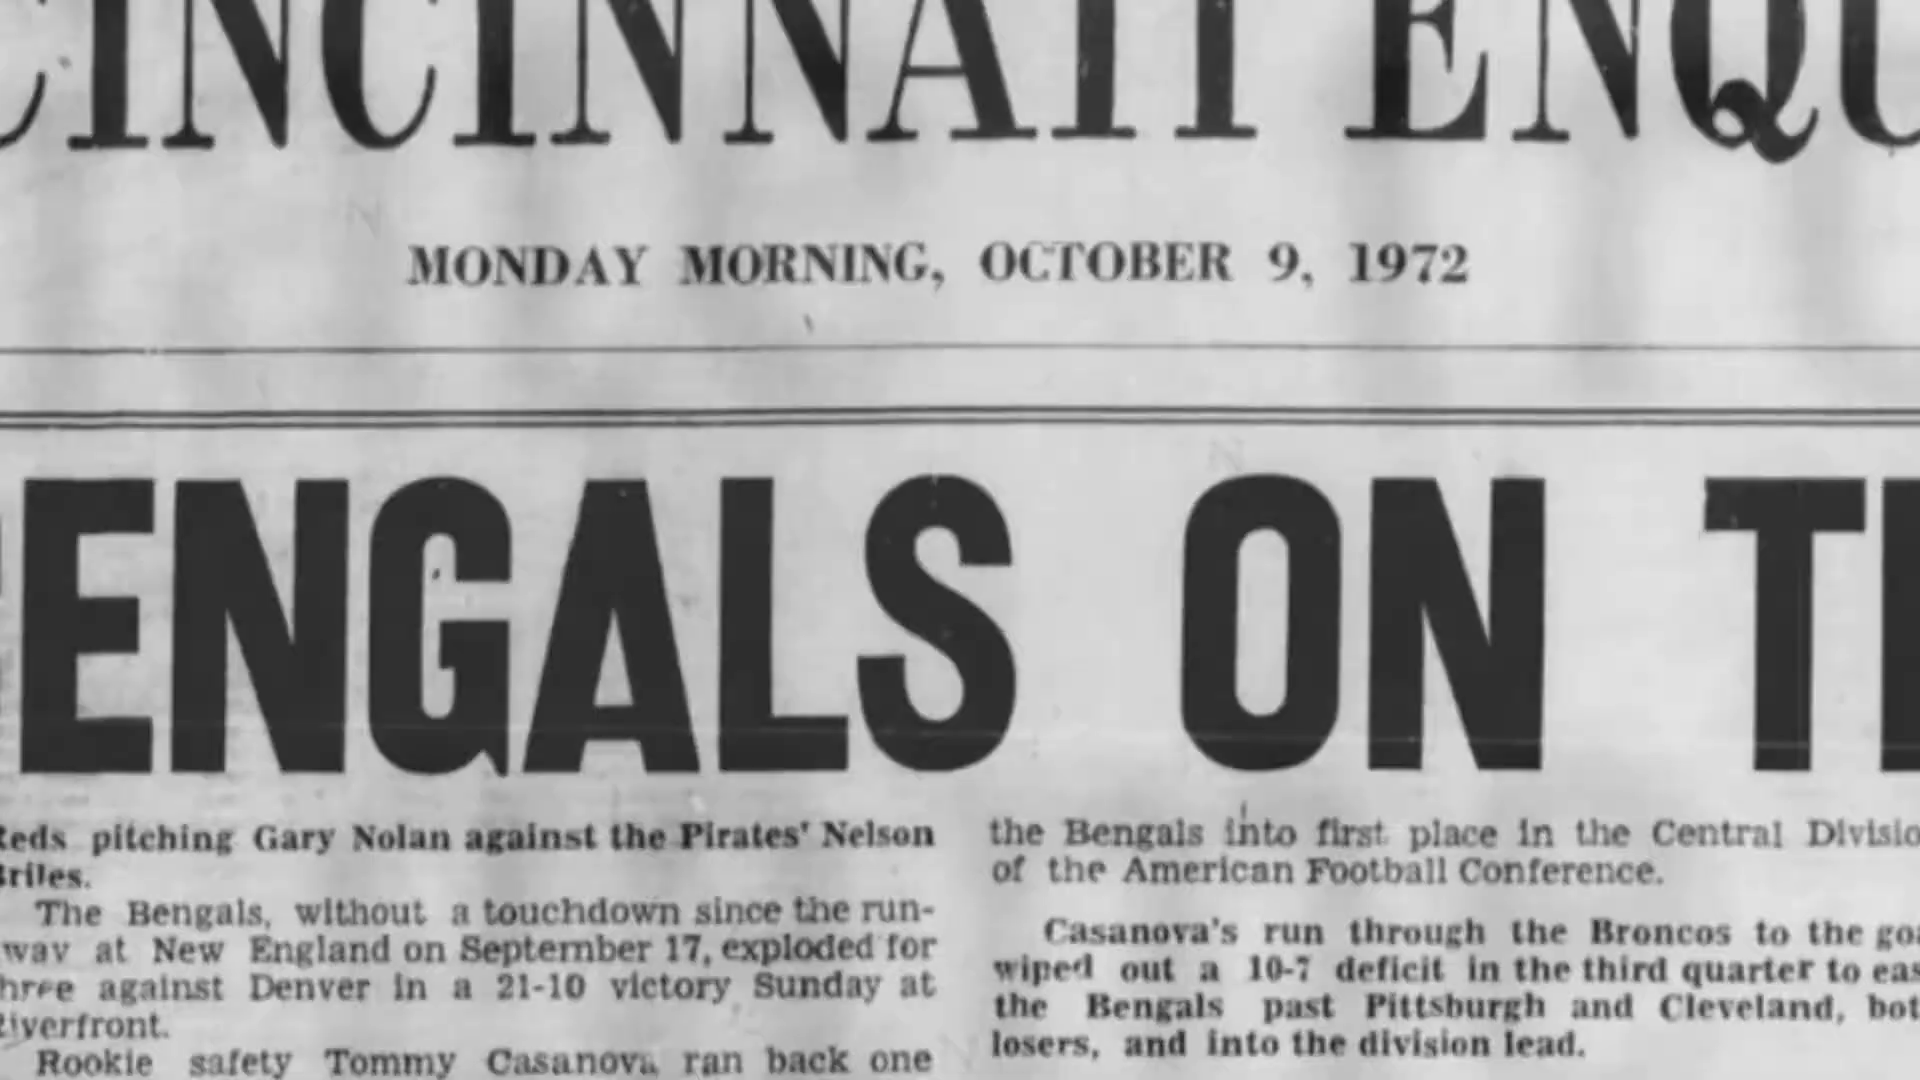 CINCINNATI ENQU
MONDAY MORNING, OCTOBER 9, 1972
ENGALS ON T
Reds pitching Gary Nolan against the Pirates' Nelson
Briles.
The Bengals, without a touchdown since the run-
way at New England on September 17, exploded for
three against Denver in a 21-10 victory Sunday at
Riverfront.
Rookie safety Tommy Casanova ran back one
the Bengals into first place in the Central Divisio
of the American Football Conference.
Casanova's run through the Broncos to the goa
wiped out a 10-7 deficit in the third quarter to eas
the Bengals past Pittsburgh and Cleveland, bot
losers, and into the division lead.